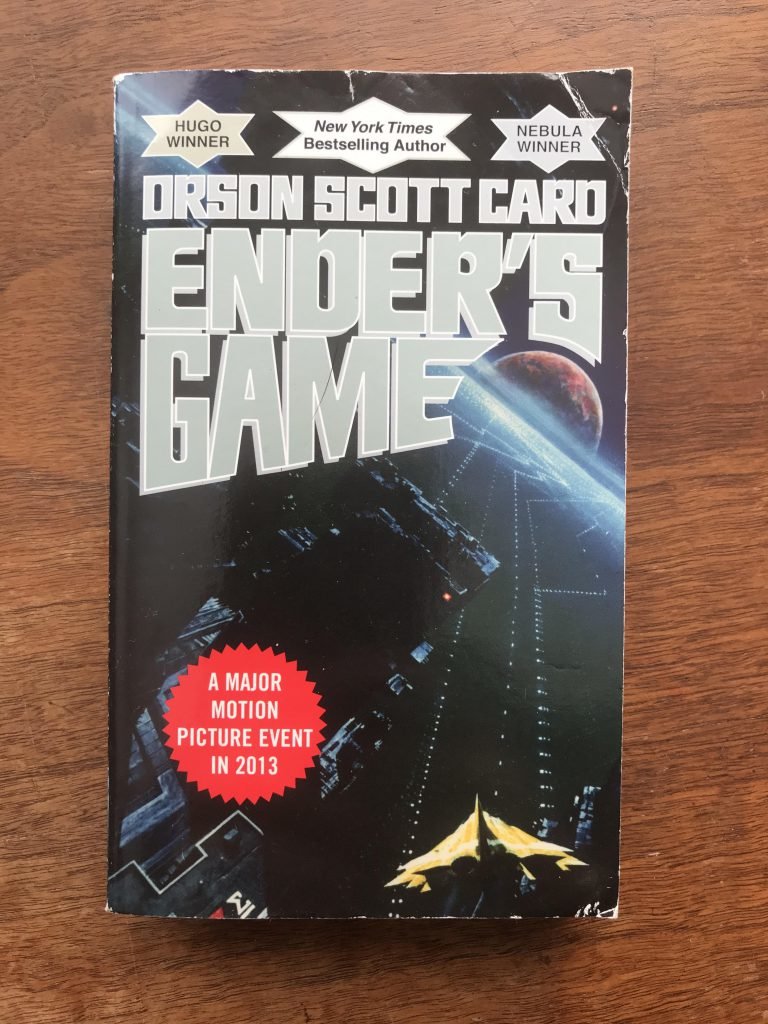 HUGO
WINNER
New York Times
Bestselling Author
NEBULA
WINNER
ORSON SCOTT CARD
ENDER'S
GAME
A MAJOR
MOTION
PICTURE EVENT
IN 2013